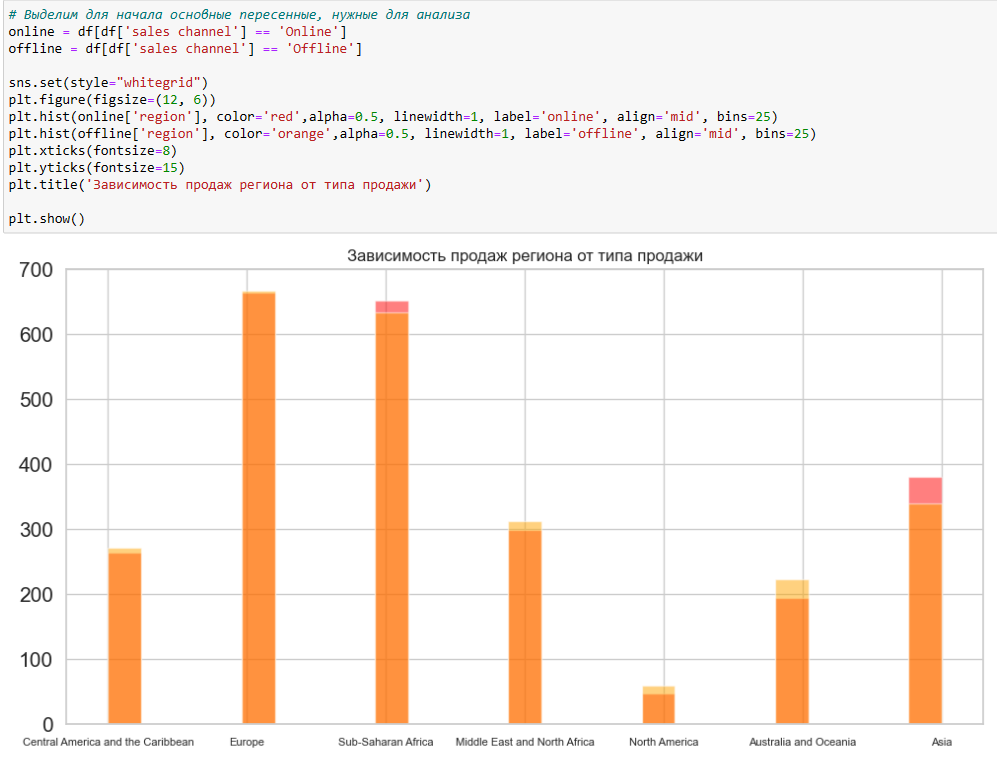 # Выделим для начала основные пересенные, нужные для анализа
online = df[df['sales channel'] == 'Online']
offline = df[df['sales channel'] == 'Offline']
sns.set(style="whitegrid")
plt.figure(figsize=(12, 6))
plt.hist(online['region'], color='red',alpha=0.5, linewidth=1, label='online', align='mid', bins=25)
plt.hist(offline['region'], color='orange',alpha=0.5, linewidth=1, label='offline', align='mid', bins=25)
plt.xticks(fontsize=8)
plt.yticks(fontsize=15)
plt.title('Зависимость продаж региона от типа продажи')
plt.show()
Зависимость продаж региона от типа продажи
700
600
500
400
300
200
100
0
Central America and the Caribbean Europe Sub-Saharan Africa Middle East and North Africa North America Australia and Oceania Asia